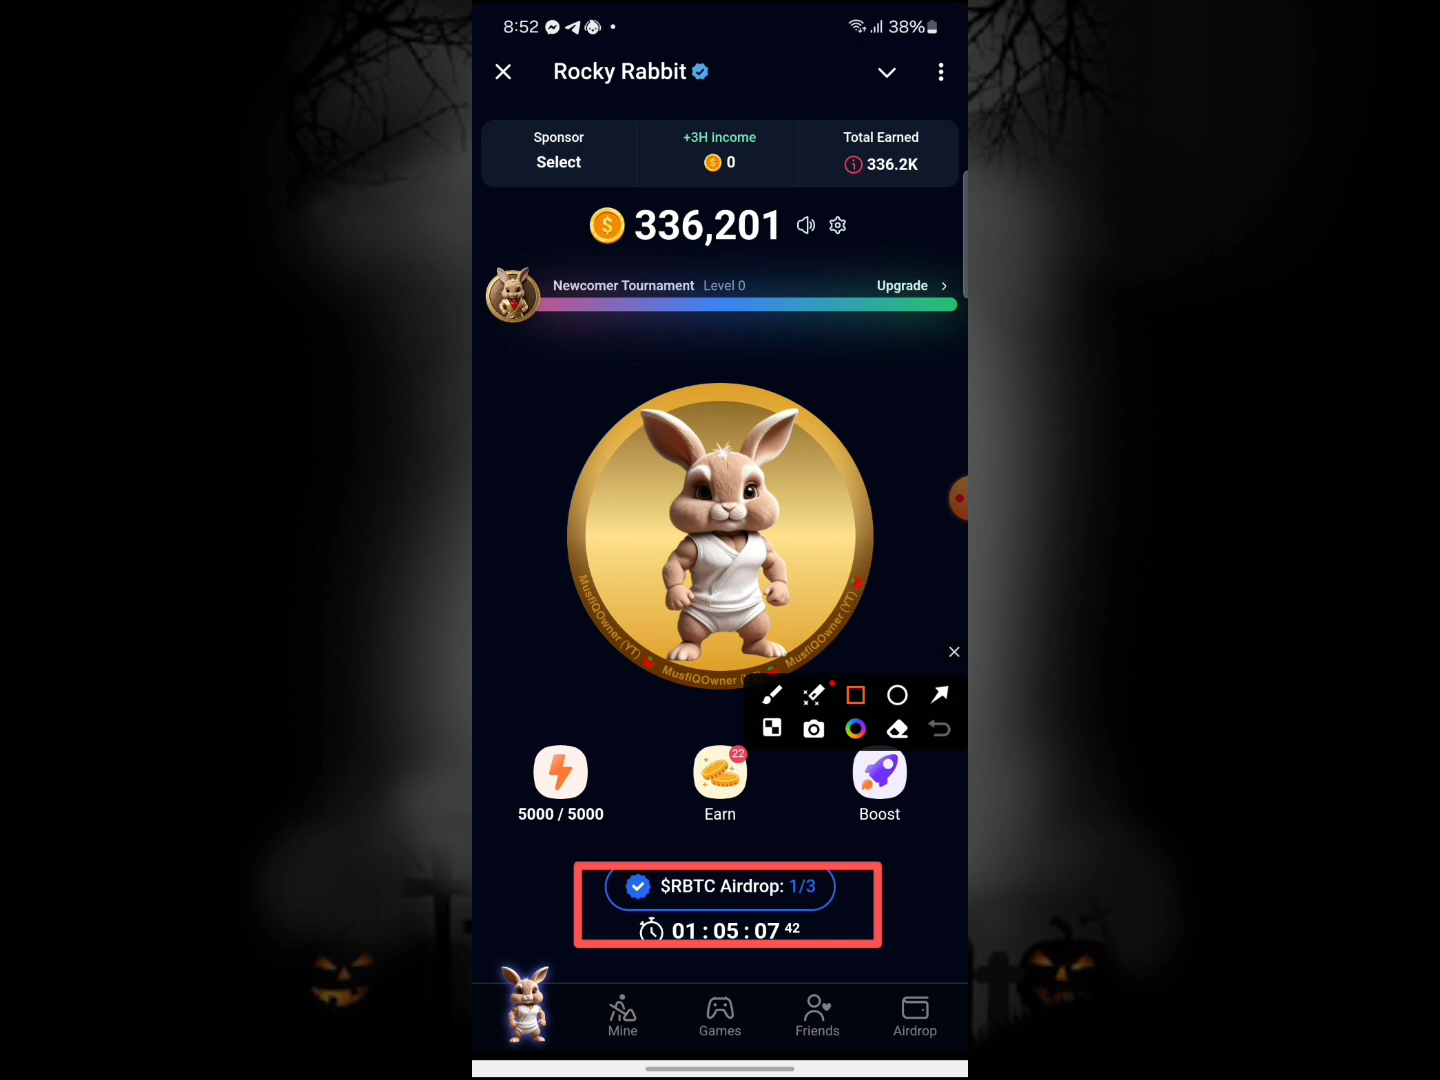 8:52
38%
Rocky Rabbit
Sponsor
Select
+3H income
0
Total Earned
336.2K
336,201
Newcomer Tournament Level 0
Upgrade
MusfiQOwner (YT)
MusfiQOwner
MusfiQOwner (YT)
5000 / 5000
22
Earn
Boost
$RBTC Airdrop: 1/3
01 : 05 : 07 42
Mine
Games
Friends
Airdrop